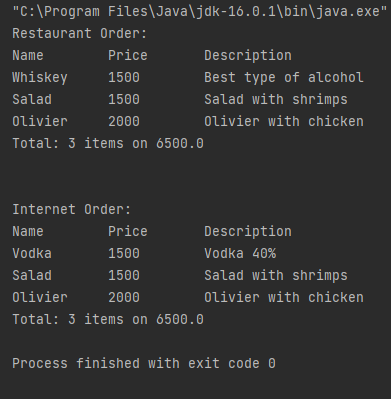 "C:\Program Files\Java\jdk-16.0.1\bin\java.exe"
Restaurant Order:
Name Price Description
Whiskey 1500 Best type of alcohol
Salad 1500 Salad with shrimps
Olivier 2000 Olivier with chicken
Total: 3 items on 6500.0
Internet Order:
Name Price Description
Vodka 1500 Vodka 40%
Salad 1500 Salad with shrimps
Olivier 2000 Olivier with chicken
Total: 3 items on 6500.0
Process finished with exit code 0